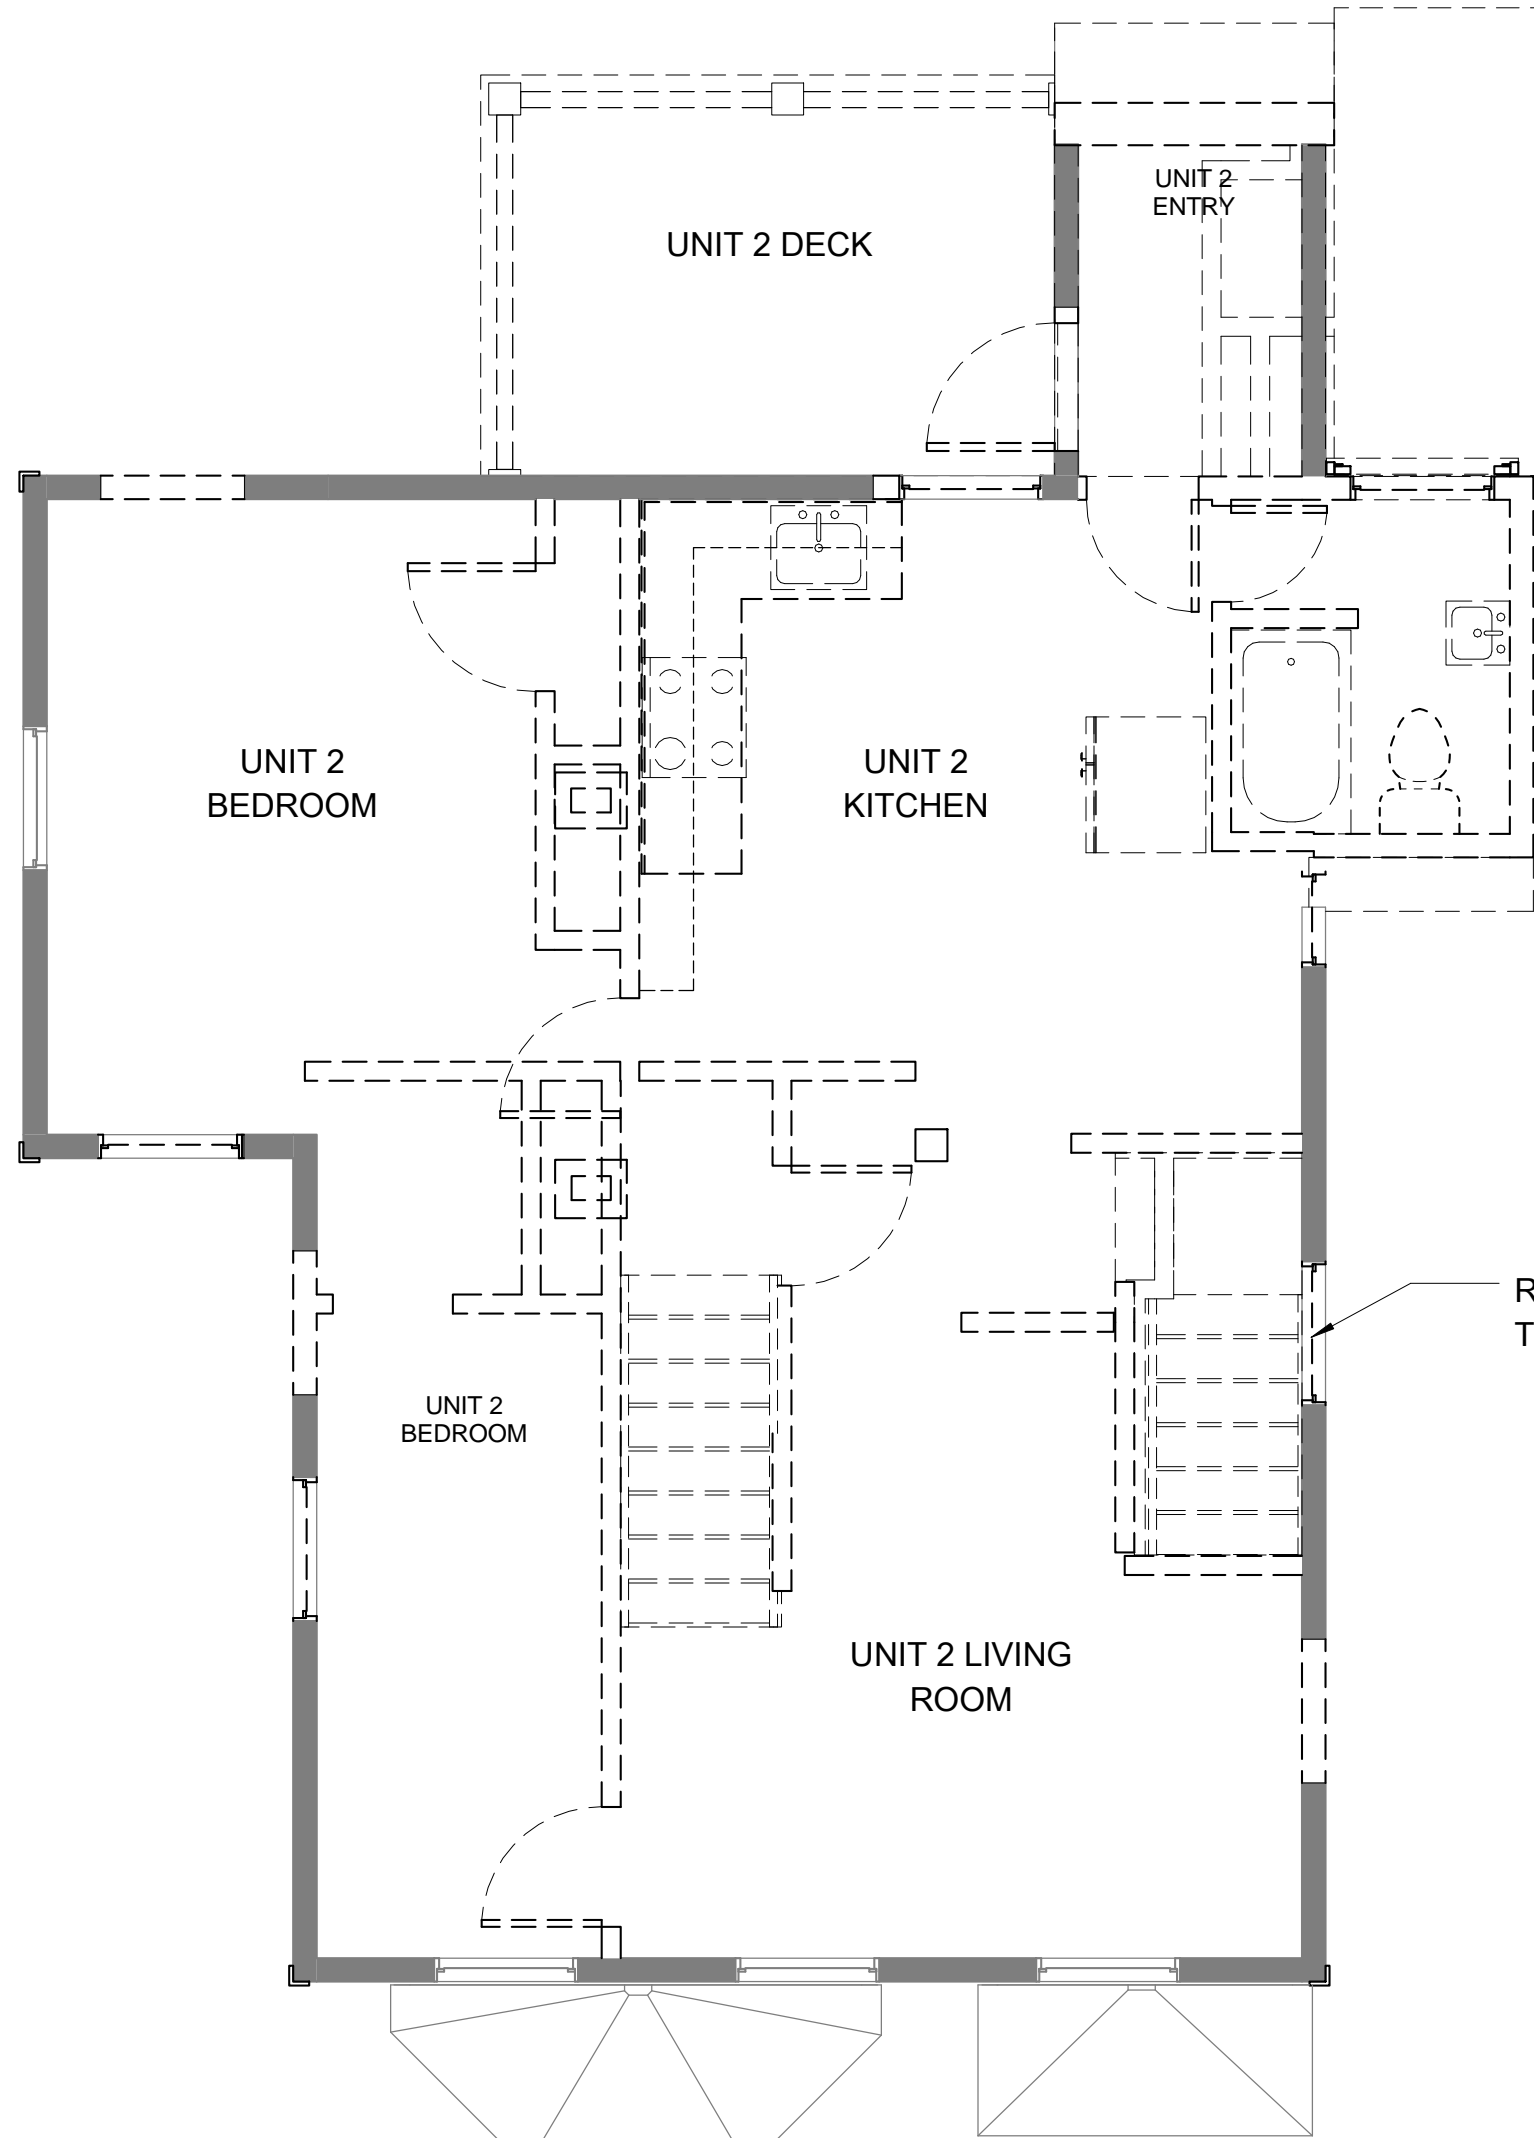 UNIT 2
ENTRY
UNIT 2 DECK
UNIT 2
BEDROOM
UNIT 2
KITCHEN
R
T
UNIT 2
BEDROOM
UNIT 2 LIVING
ROOM